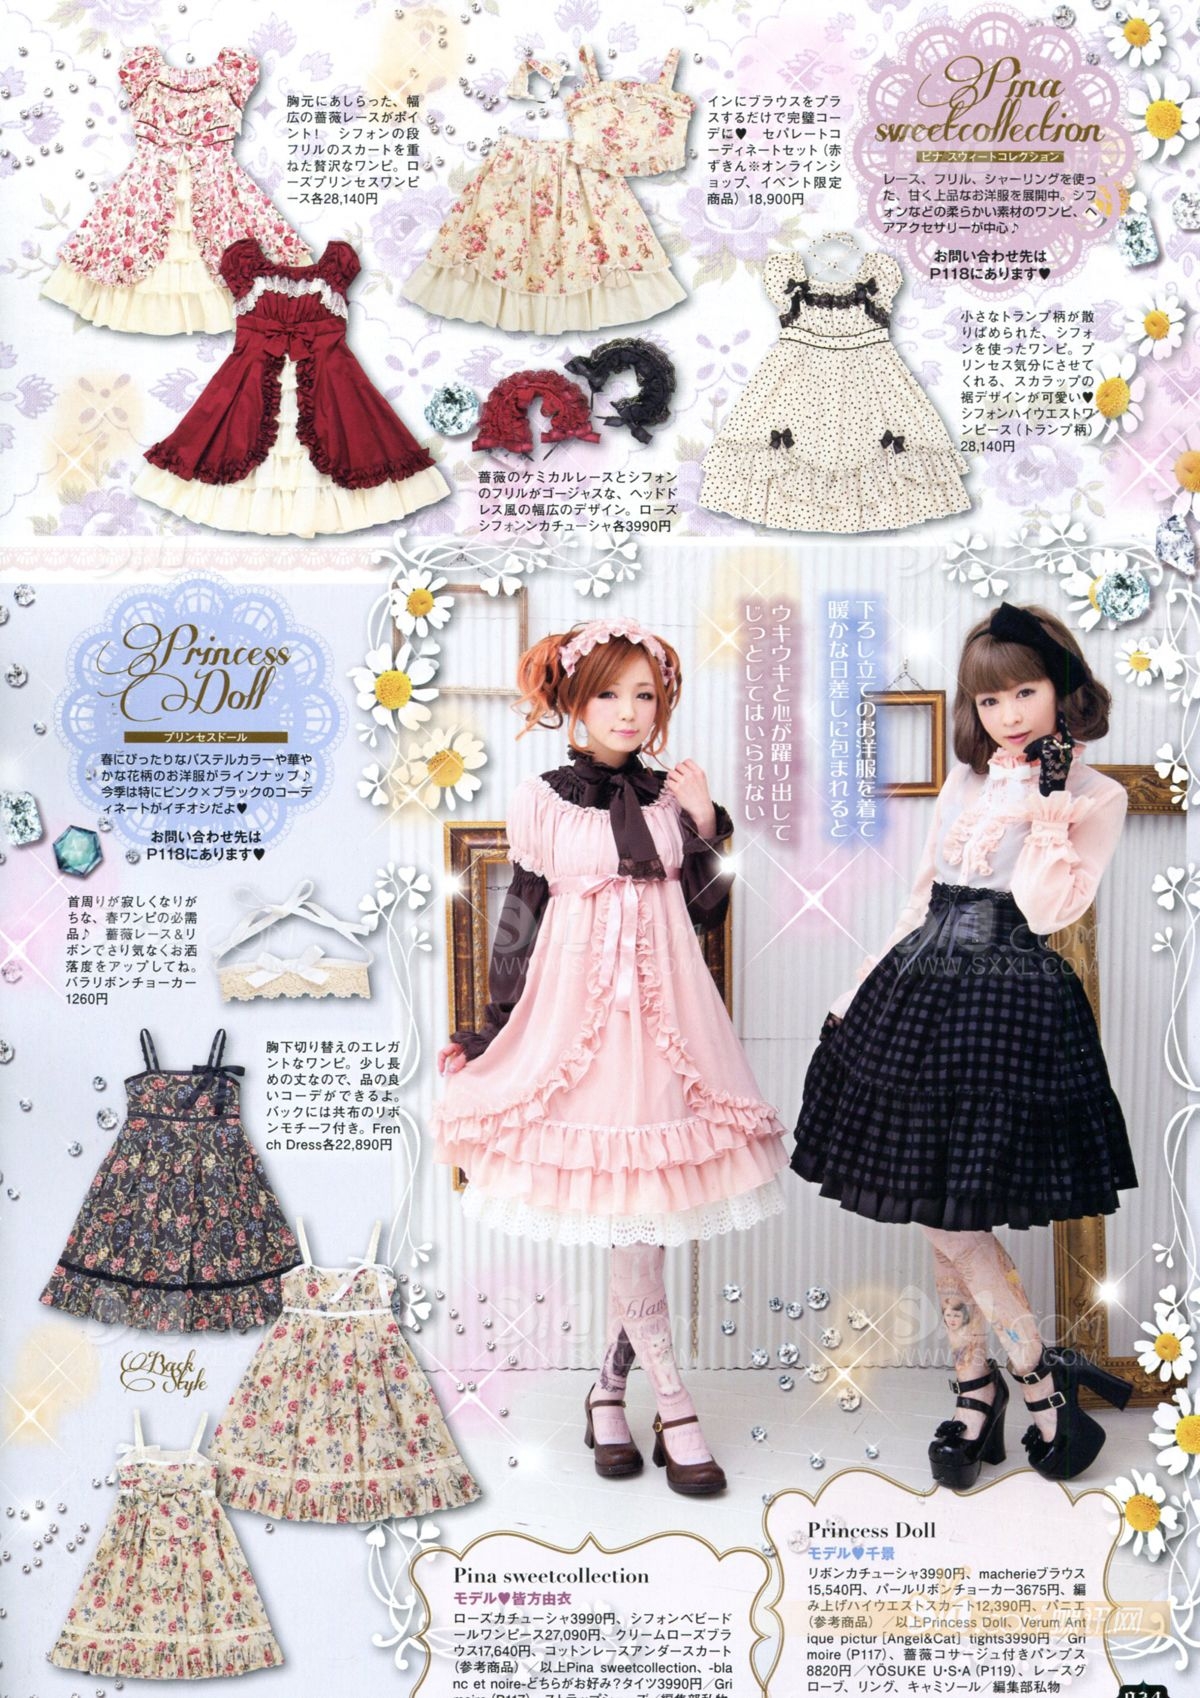 胸元にあしらった、幅
広の薔薇レースがポイ
ント！　シフォンの段
フリルのスカートを重
ねた贅沢なワンピ。ロ
ーズプリンセスワンピ
ース各28,140円
インにブラウスをプラ
スするだけで完璧コー
デに♥　セパレートコ
ーディネートセット（赤
ずきん※オンラインシ
ョップ、イベント限定
商品）18,900円
Pina
sweetcollection
ピナ スウィートコレクション
レース、フリル、シャーリングを使っ
た、甘く上品なお洋服を展開中。シフ
ォンなどの柔らかい素材のワンピ、ヘ
アアクセサリーが中心♪
お問い合わせ先は
P118にあります♥
小さなトランプ柄が散
りばめられた、シフォ
ンを使ったワンピ。プ
リンセス気分にさせて
くれる、スカラップの
裾デザインが可愛い♥
シフォンハイウエストワ
ンピース（トランプ柄）
28,140円
薔薇のケミカルレースとシフォン
のフリルがゴージャスな、ヘッドド
レス風の幅広のデザイン。ローズ
シフォンンカチューシャ各3990円
Princess
Doll
プリンセスドール
春にぴったりなパステルカラーや華や
かな花柄のお洋服がラインナップ♪
今季は特にピンク×ブラックのコーデ
ィネートがイチオシだよ♥
お問い合わせ先は
P118にあります♥
下ろし立てのお洋服を着て
暖かな日差しに包まれると
ウキウキと心が躍り出して
じっとしてはいられない
首周りが寂しくなりが
ちな、春ワンピの必需
品♪　薔薇レース&リ
ボンでさり気なくお洒
落度をアップしてね。
バラリボンチョーカー
1260円
胸下切り替えのエレガ
ントなワンピ。少し長
めの丈なので、品の良
いコーデができるよ。
バックには共布のリボ
ンモチーフ付き。Fren
ch Dress各22,890円
Back
Style
blanc
Pina sweetcollection
モデル♥皆方由衣
ローズカチューシャ3990円、シフォンベビード
ールワンピース27,090円、クリームローズブラ
ウス17,640円、コットンレースアンダースカート
（参考商品）／以上Pina sweetcollection、-bla
nc et noire-どちらがお好み?タイツ3990円／Gri
moire（P117）、ストラップシューズ／編集部私物
Princess Doll
モデル♥千景
リボンカチューシャ3990円、macherieブラウス
15,540円、パールリボンチョーカー3675円、編
み上げハイウエストスカート12,390円、パニエ
（参考商品）／以上Princess Doll、Verum Ant
ique pictur [Angel&Cat] tights3990円／Gri
moire（P117）、薔薇コサージュ付きパンプス
8820円／YŌSUKE U・S・A（P119）、レースグ
ローブ、リング、キャミソール／編集部私物
024
WWW.SXXL.COM
WWW.SXXL.COM
WWW.SXXL.COM